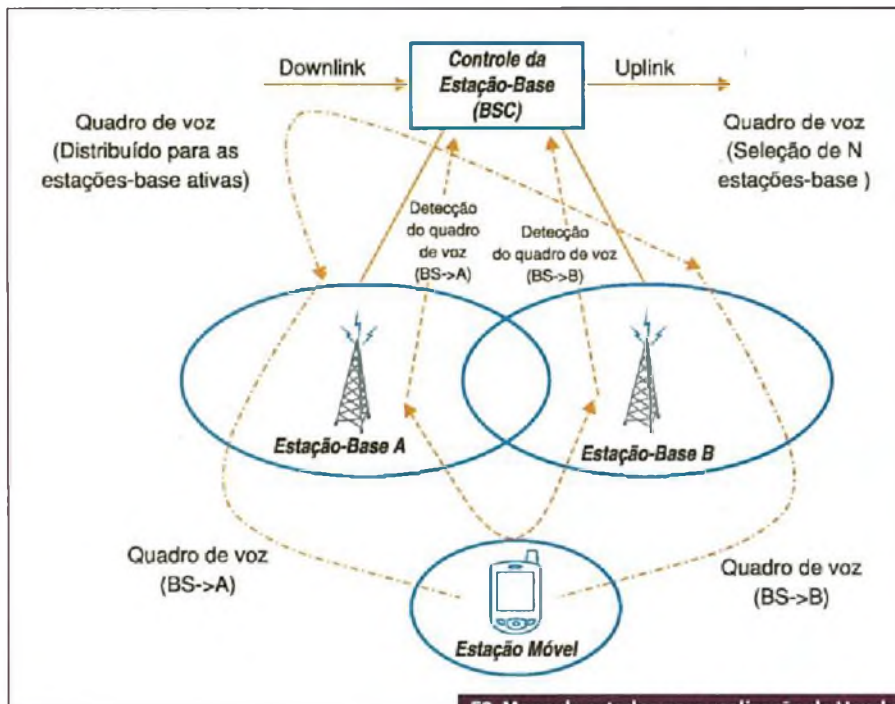 Downlink
Controle da
Estação-Base
(BSC)
Uplink
Quadro de voz
(Distribuído para as
estações-base ativas)
Quadro de voz
(Seleção de N
estações-base )
Detecção
do quadro
de voz
(BS->A)
Detecção
do quadro de voz
(BS->B)
Estação-Base A
Estação-Base B
Quadro de voz
(BS->A)
Quadro de voz
(BS->B)
Estação Móvel